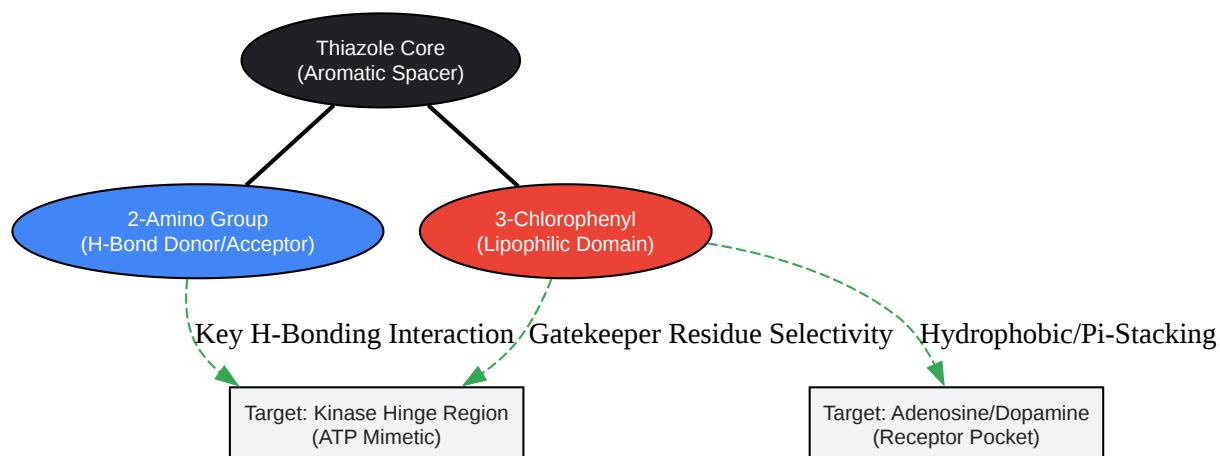 Thiazole Core
(Aromatic Spacer)
2-Amino Group
(H-Bond Donor/Acceptor)
3-Chlorophenyl
(Lipophilic Domain)
Key H-Bonding Interaction
Gatekeeper Residue Selectivity
Hydrophobic/Pi-Stacking
Target: Kinase Hinge Region
(ATP Mimetic)
Target: Adenosine/Dopamine
(Receptor Pocket)